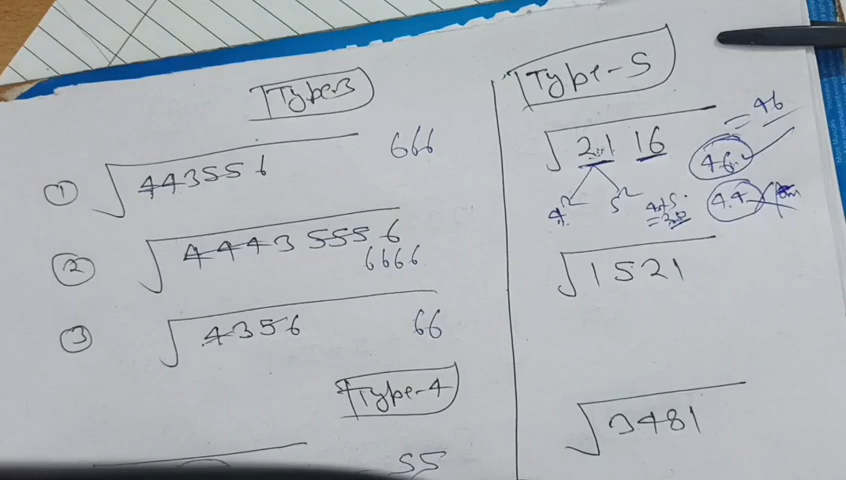 Type-3
① √443556 666
② √44435556 6666
③ √4356 66
Type-4
55
Type-5
√2116 = 46
4² 5² 4×5 =20
46 ✓
44 ✗
√1521
√3481